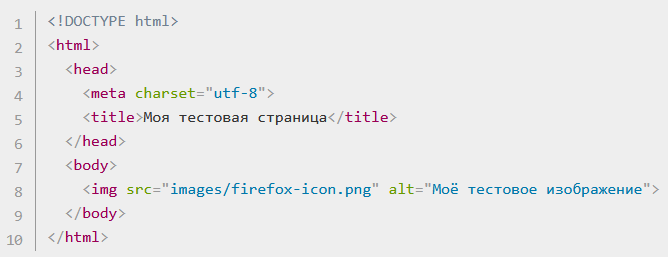 1 <!DOCTYPE html>
2 <html>
3   <head>
4     <meta charset="utf-8">
5     <title>Моя тестовая страница</title>
6   </head>
7   <body>
8     <img src="images/firefox-icon.png" alt="Моё тестовое изображение">
9   </body>
10 </html>